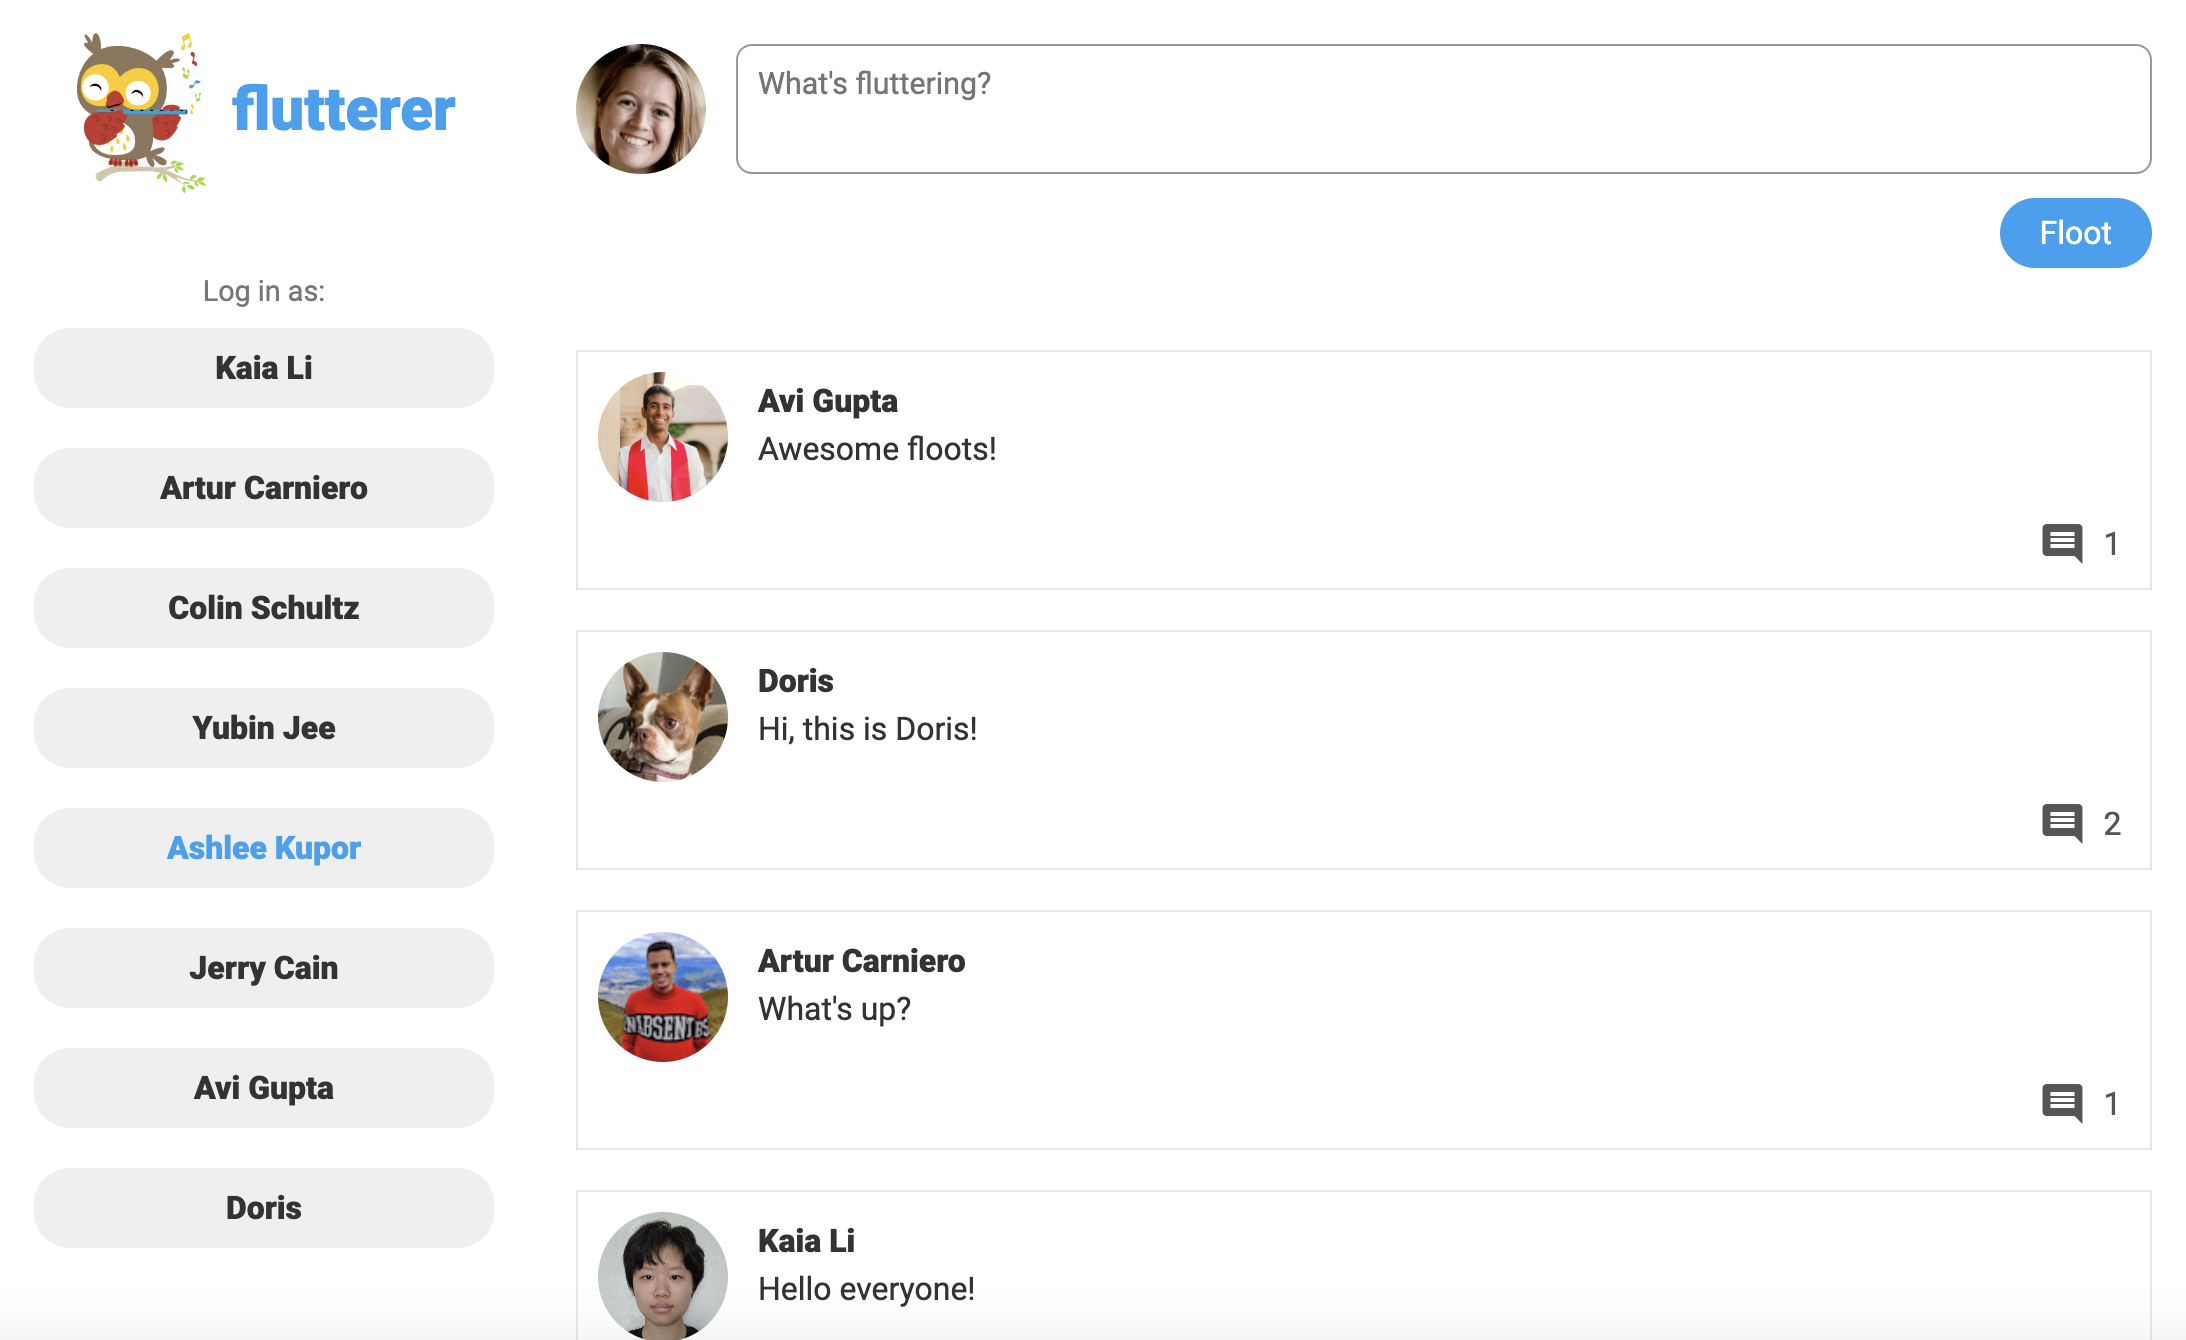 flutterer
Log in as:
Kaia Li
Artur Carniero
Colin Schultz
Yubin Jee
Ashlee Kupor
Jerry Cain
Avi Gupta
Doris
What's fluttering?
Floot
Avi Gupta
Awesome floots!
1
Doris
Hi, this is Doris!
2
Artur Carniero
What's up?
1
Kaia Li
Hello everyone!